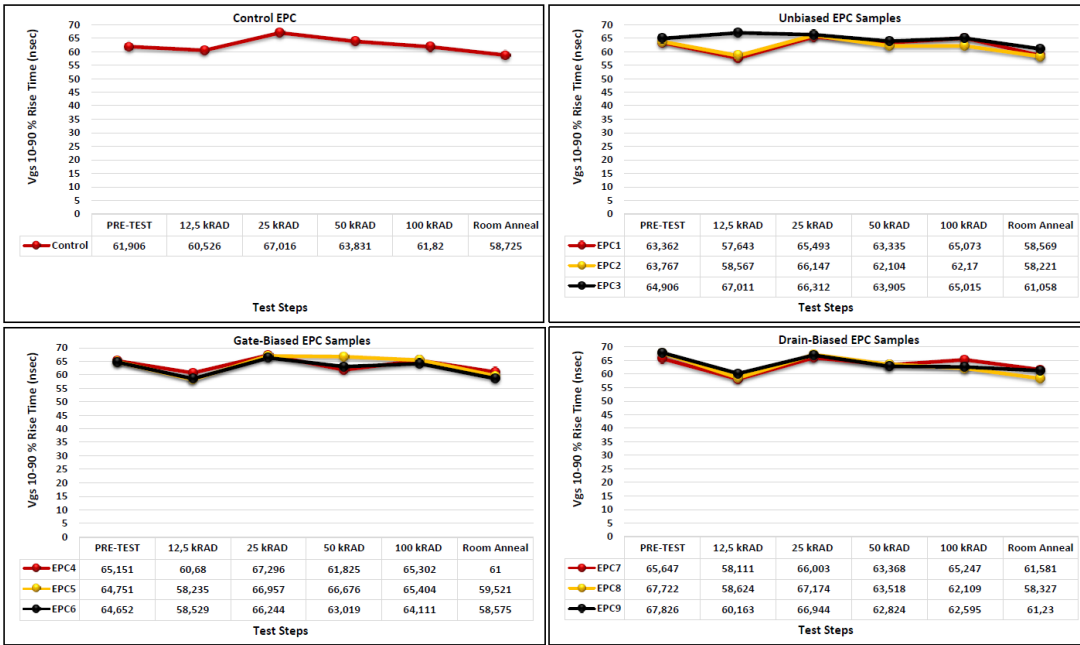 Control EPC
Vgs 10-90 % Rise Time (nsec)
70
65
60
55
50
45
40
35
30
25
20
15
10
5
0
PRE-TEST 12,5 kRAD 25 kRAD 50 kRAD 100 kRAD Room Anneal
Control 61,906 60,526 67,016 63,831 61,82 58,725
Test Steps
Unbiased EPC Samples
Vgs 10-90 % Rise Time (nsec)
70
65
60
55
50
45
40
35
30
25
20
15
10
5
0
PRE-TEST 12,5 kRAD 25 kRAD 50 kRAD 100 kRAD Room Anneal
EPC1 63,362 57,643 65,493 63,335 65,073 58,569
EPC2 63,767 58,567 66,147 62,104 62,17 58,221
EPC3 64,906 67,011 66,312 63,905 65,015 61,058
Test Steps
Gate-Biased EPC Samples
Vgs 10-90 % Rise Time (nsec)
70
65
60
55
50
45
40
35
30
25
20
15
10
5
0
PRE-TEST 12,5 kRAD 25 kRAD 50 kRAD 100 kRAD Room Anneal
EPC4 65,151 60,68 67,296 61,825 65,302 61
EPC5 64,751 58,235 66,957 66,676 65,404 59,521
EPC6 64,652 58,529 66,244 63,019 64,111 58,575
Test Steps
Drain-Biased EPC Samples
Vgs 10-90 % Rise Time (nsec)
70
65
60
55
50
45
40
35
30
25
20
15
10
5
0
PRE-TEST 12,5 kRAD 25 kRAD 50 kRAD 100 kRAD Room Anneal
EPC7 65,647 58,111 66,003 63,368 65,247 61,581
EPC8 67,722 58,624 67,174 63,518 62,109 58,327
EPC9 67,826 60,163 66,944 62,824 62,595 61,23
Test Steps